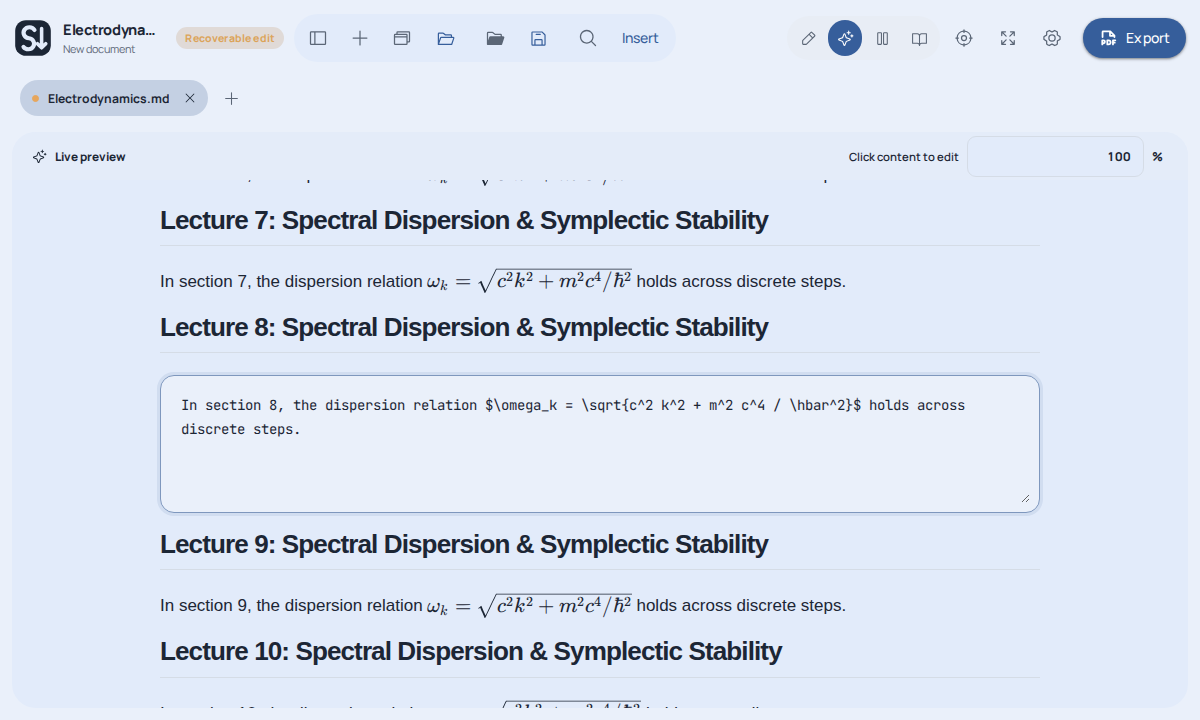 Electrodyna...
New document
Recoverable edit
Insert
PDF
Export
Electrodynamics.md
Live preview
Click content to edit
100 %
Lecture 7: Spectral Dispersion & Symplectic Stability
In section 7, the dispersion relation ωₖ = √(c²k² + m²c⁴/ħ²) holds across discrete steps.
Lecture 8: Spectral Dispersion & Symplectic Stability
In section 8, the dispersion relation $\omega_k = \sqrt{c^2 k^2 + m^2 c^4 / \hbar^2}$ holds across
discrete steps.
Lecture 9: Spectral Dispersion & Symplectic Stability
In section 9, the dispersion relation ωₖ = √(c²k² + m²c⁴/ħ²) holds across discrete steps.
Lecture 10: Spectral Dispersion & Symplectic Stability